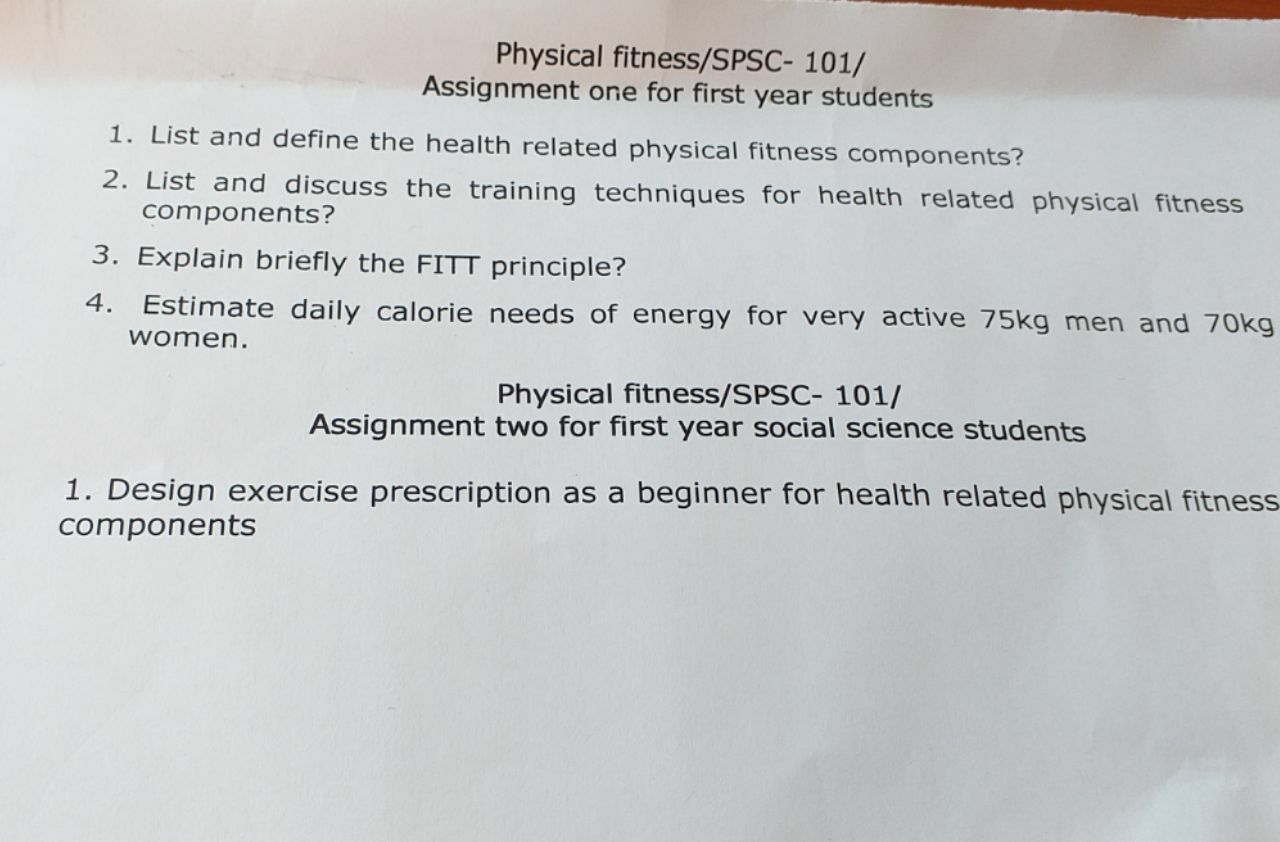 Physical fitness/SPSC- 101/
Assignment one for first year students
1. List and define the health related physical fitness components?
2. List and discuss the training techniques for health related physical fitness
components?
3. Explain briefly the FITT principle?
4. Estimate daily calorie needs of energy for very active 75kg men and 70kg
women.
Physical fitness/SPSC- 101/
Assignment two for first year social science students
1. Design exercise prescription as a beginner for health related physical fitness
components